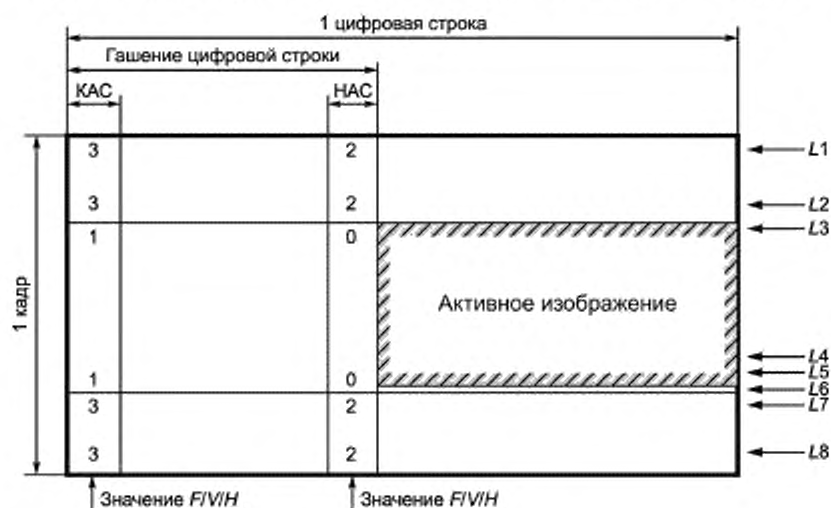 1 цифровая строка
Гашение цифровой строки
КАС
НАС
3
2
L1
3
2
L2
1
0
L3
1 кадр
Активное изображение
L4
1
0
L5
L6
3
2
L7
3
2
L8
Значение F/V/H
Значение F/V/H